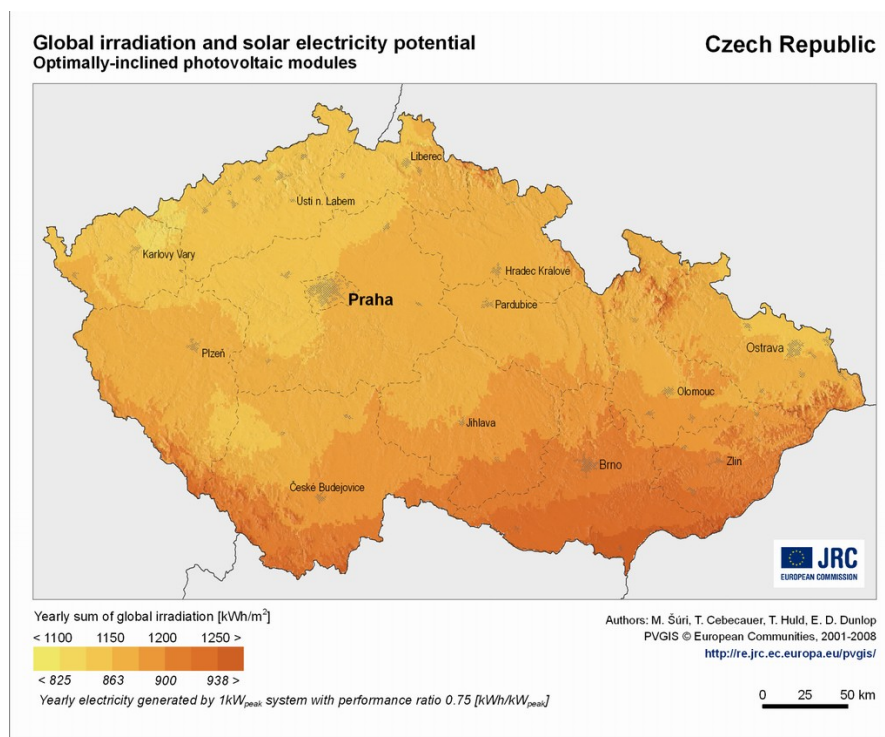 Global irradiation and solar electricity potential
Optimally-inclined photovoltaic modules
Czech Republic
Liberec
Ústí n. Labem
Karlovy Vary
Hradec Králové
Praha
Pardubice
Plzeň
Ostrava
Olomouc
Jihlava
Brno
Zlín
České Budejovice
JRC
EUROPEAN COMMISSION
Yearly sum of global irradiation [kWh/m²]
< 1100 1150 1200 1250 >
< 825 863 900 938 >
Yearly electricity generated by 1kWpeak system with performance ratio 0.75 [kWh/kWpeak]
Authors: M. Šúri, T. Cebecauer, T. Huld, E. D. Dunlop
PVGIS © European Communities, 2001-2008
http://re.jrc.ec.europa.eu/pvgis/
0 25 50 km